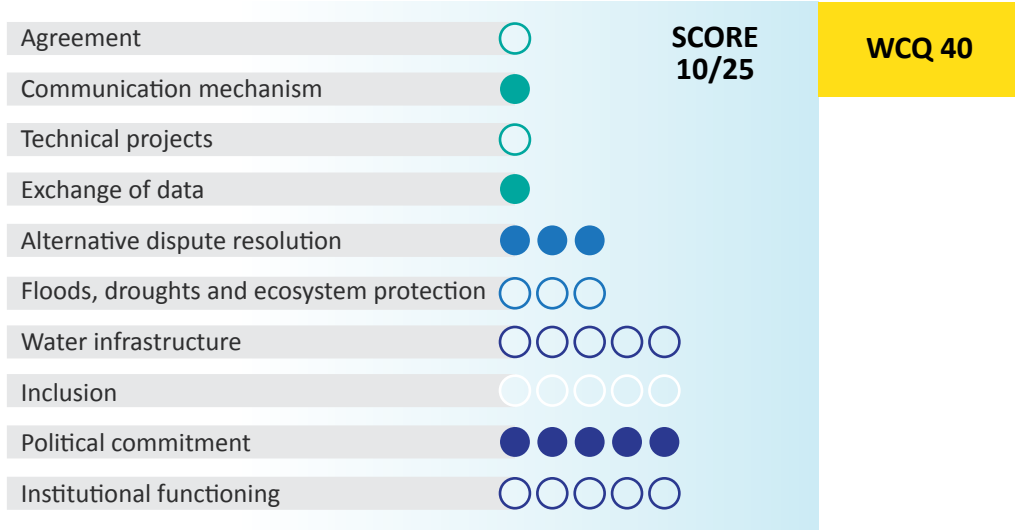 Agreement
SCORE
10/25
WCQ 40
Communication mechanism
Technical projects
Exchange of data
Alternative dispute resolution
Floods, droughts and ecosystem protection
Water infrastructure
Inclusion
Political commitment
Institutional functioning